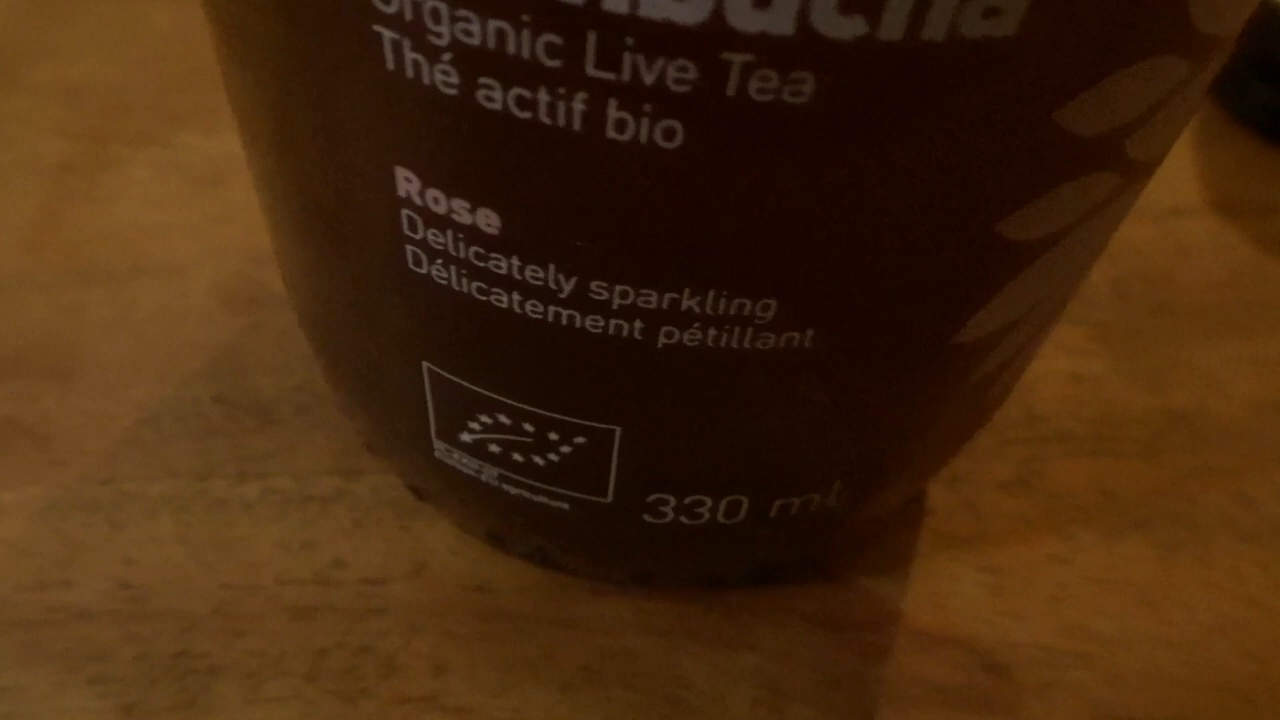 Organic Live Tea
Thé actif bio
Rose
Delicately sparkling
Délicatement pétillant
330 ml